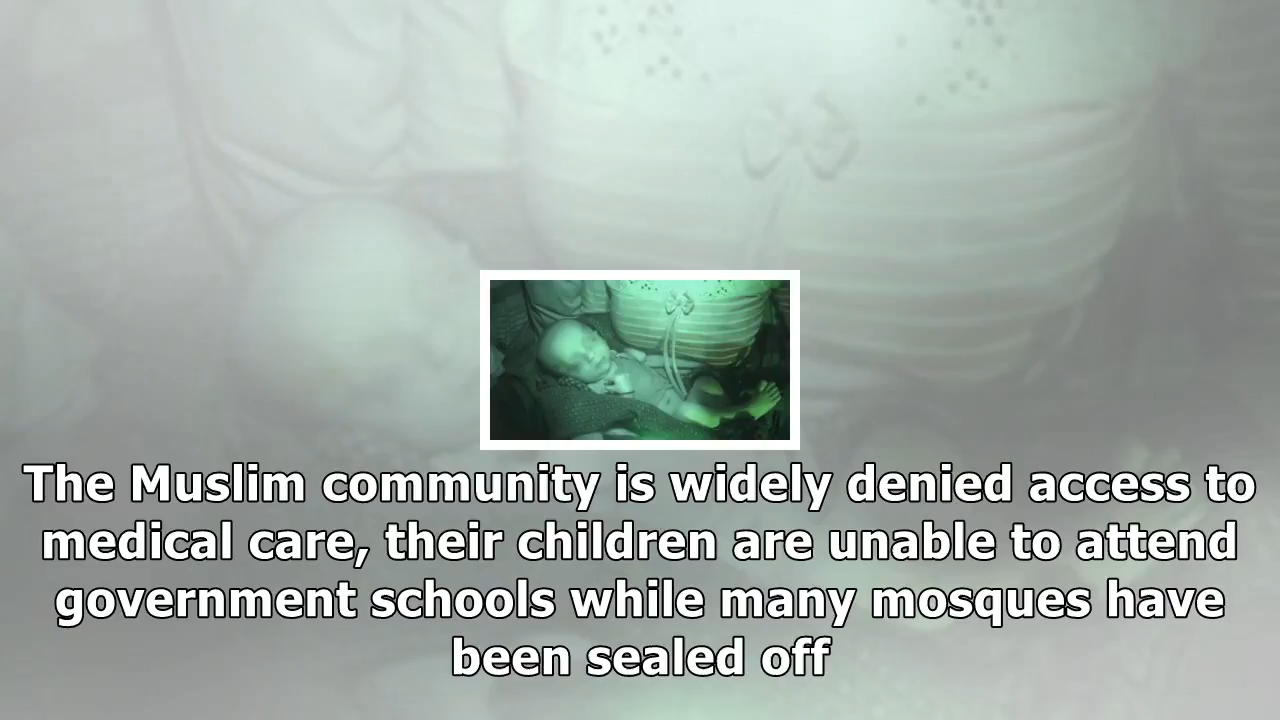 The Muslim community is widely denied access to
medical care, their children are unable to attend
government schools while many mosques have
been sealed off